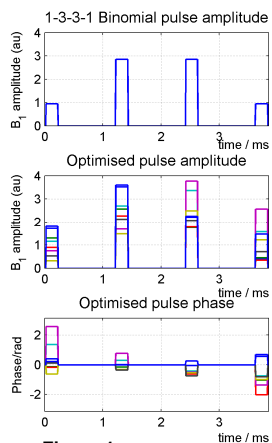 1-3-3-1 Binomial pulse amplitude
B1 amplitude (au)
4
3
2
1
0
0 1 2 3
time / ms
Optimised pulse amplitude
B1 amplitude (au)
4
3
2
1
0
0 1 2 3
time / ms
Optimised pulse phase
Phase/rad
2
0
-2
0 1 2 3
time / ms